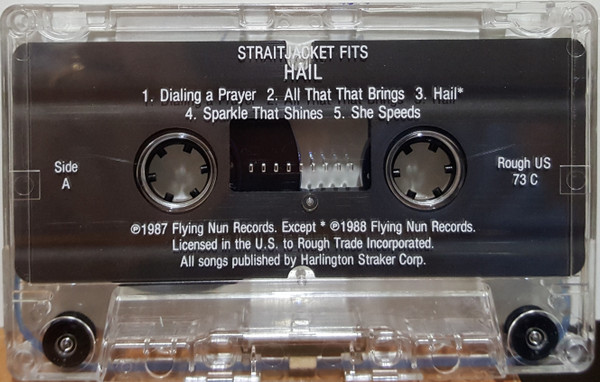 STRAITJACKET FITS
HAIL
1. Dialing a Prayer 2. All That That Brings 3. Hail*
4. Sparkle That Shines 5. She Speeds
Side
A
Rough US
73 C
℗1987 Flying Nun Records. Except * ℗1988 Flying Nun Records.
Licensed in the U.S. to Rough Trade Incorporated.
All songs published by Harlington Straker Corp.